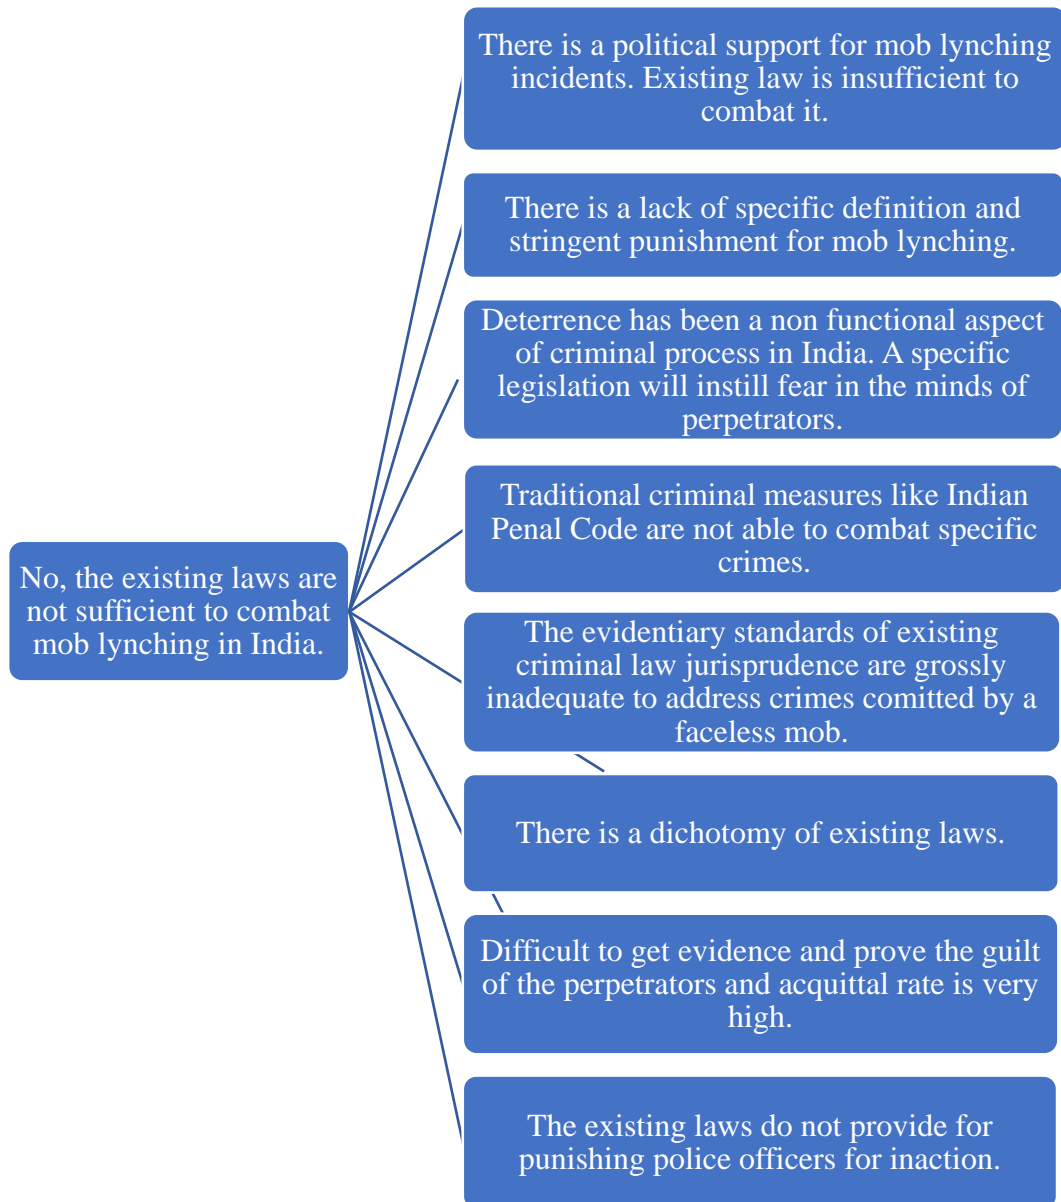 There is a political support for mob lynching
incidents. Existing law is insufficient to
combat it.
There is a lack of specific definition and
stringent punishment for mob lynching.
Deterrence has been a non functional aspect
of criminal process in India. A specific
legislation will instill fear in the minds of
perpetrators.
Traditional criminal measures like Indian
Penal Code are not able to combat specific
crimes.
No, the existing laws are
not sufficient to combat
mob lynching in India.
The evidentiary standards of existing
criminal law jurisprudence are grossly
inadequate to address crimes comitted by a
faceless mob.
There is a dichotomy of existing laws.
Difficult to get evidence and prove the guilt
of the perpetrators and acquittal rate is very
high.
The existing laws do not provide for
punishing police officers for inaction.